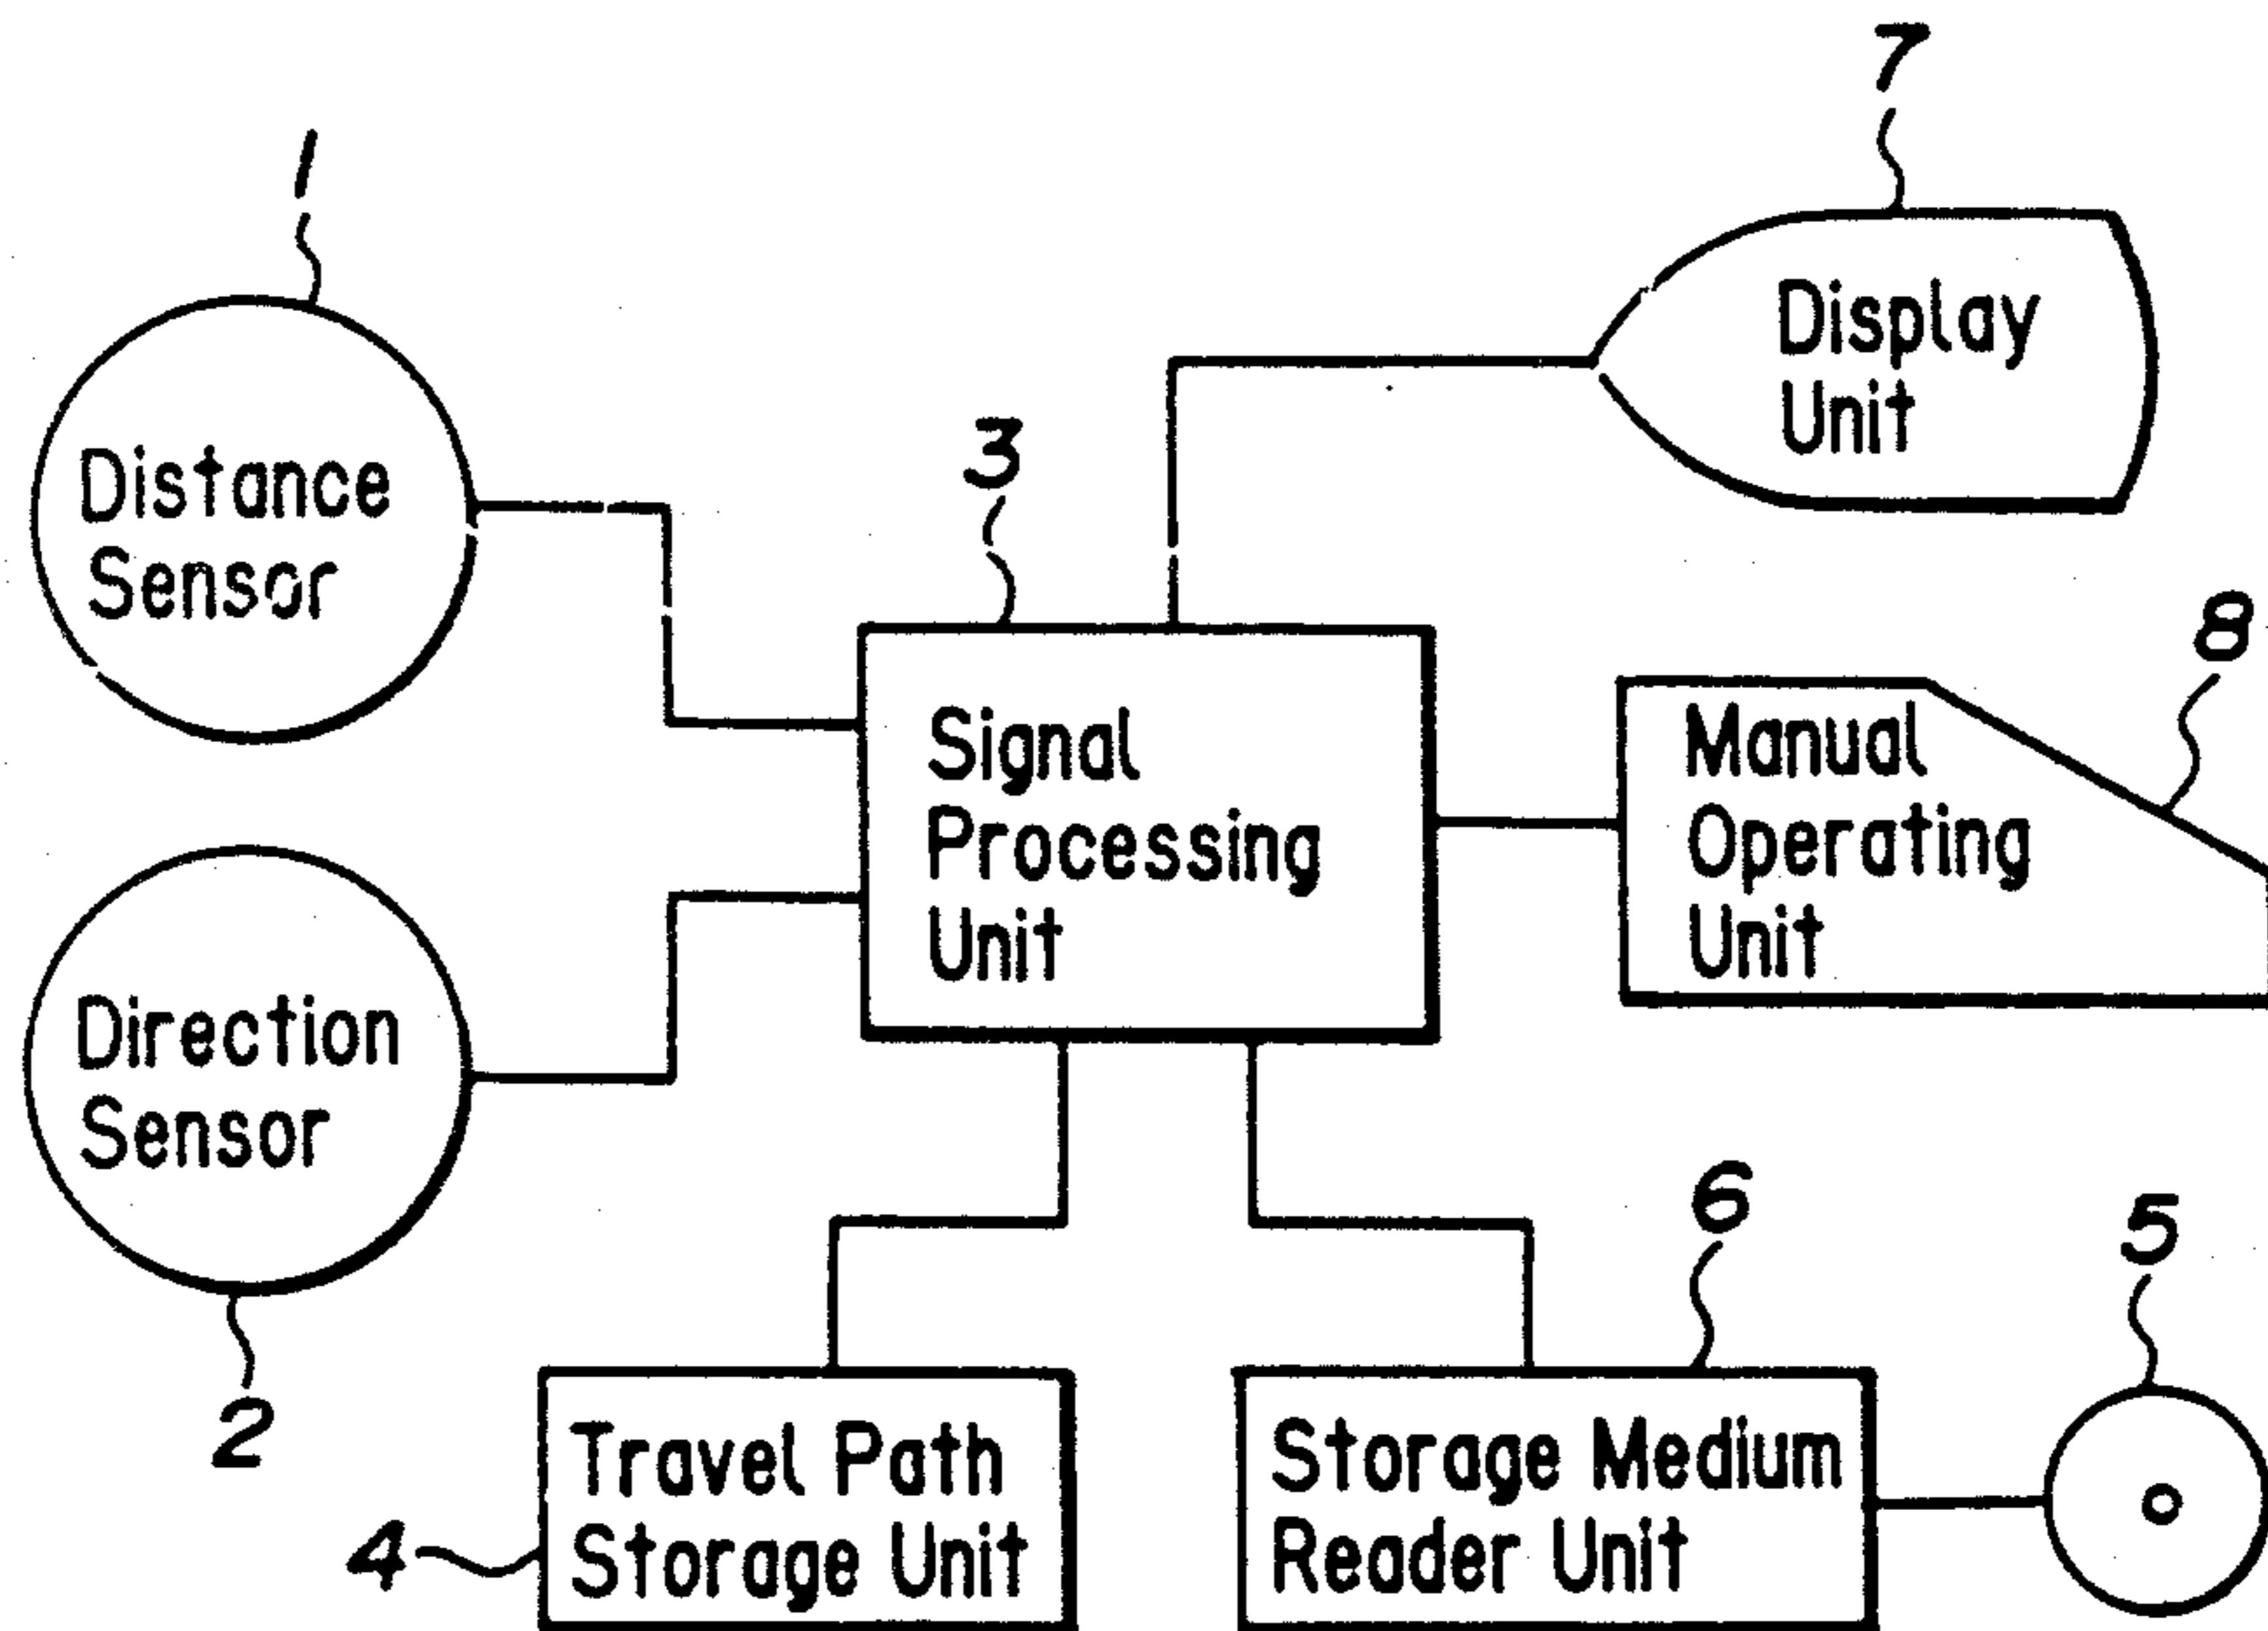 7
1
Display
Unit
3
Distance
Sensor
8
Signal
Processing
Unit
Manual
Operating
Unit
Direction
Sensor
6
5
2
Travel Path
Storage Unit
4
Storage Medium
Reader Unit